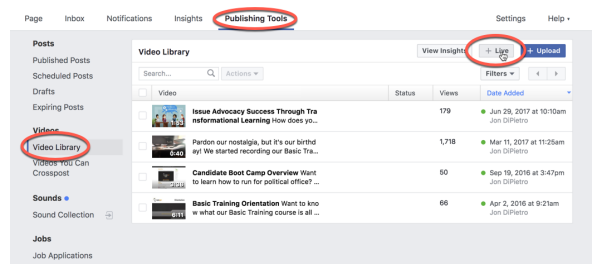 Page Inbox Notifications Insights Publishing Tools Settings Help
Posts
Published Posts
Scheduled Posts
Drafts
Expiring Posts
Videos
Video Library
Videos You Can
Crosspost
Sounds
Sound Collection
Jobs
Job Applications
Video Library View Insights + Live + Upload
Search... Actions Filters
Video Status Views Date Added
Issue Advocacy Success Through Tra 179 Jun 29, 2017 at 10:10am
nsformational Learning How does yo... Jon DiPietro
Pardon our nostalgia, but it's our birthd 1,718 Mar 11, 2017 at 11:25am
0:40 ay! We started recording our Basic Tra... Jon DiPietro
Candidate Boot Camp Overview Want 50 Sep 19, 2016 at 3:47pm
to learn how to run for political office? ... Jon DiPietro
Basic Training Orientation Want to kno 66 Apr 2, 2016 at 9:21am
6:11 w what our Basic Training course is all ... Jon DiPietro